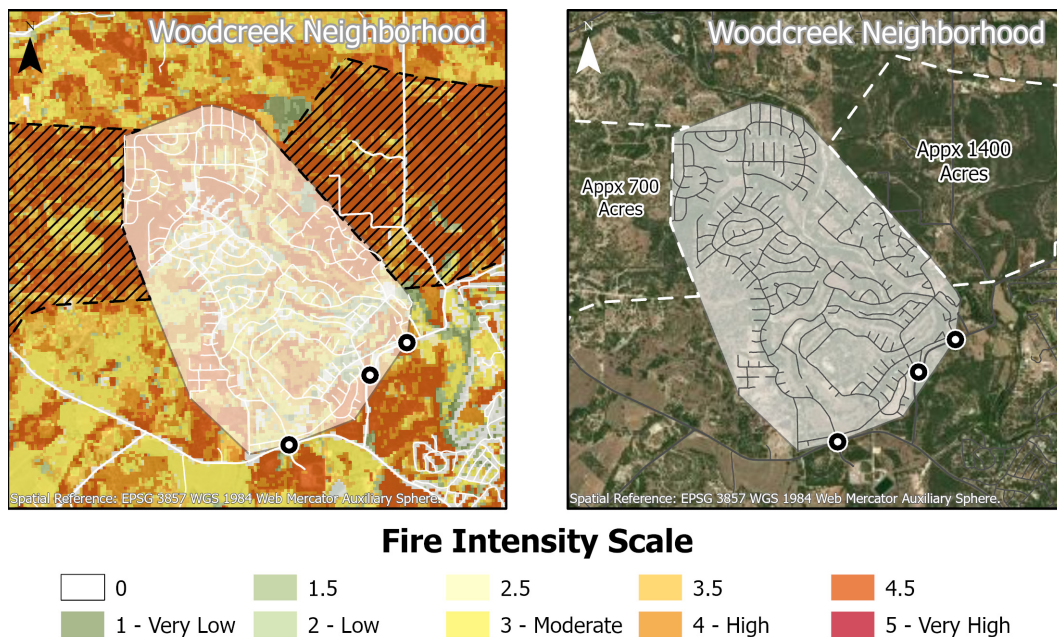 N
Woodcreek Neighborhood
Spatial Reference: EPSG 3857 WGS 1984 Web Mercator Auxiliary Sphere.
N
Woodcreek Neighborhood
Appx 1400
Acres
Appx 700
Acres
Spatial Reference: EPSG 3857 WGS 1984 Web Mercator Auxiliary Sphere.
Fire Intensity Scale
0
1.5
2.5
3.5
4.5
1 - Very Low
2 - Low
3 - Moderate
4 - High
5 - Very High